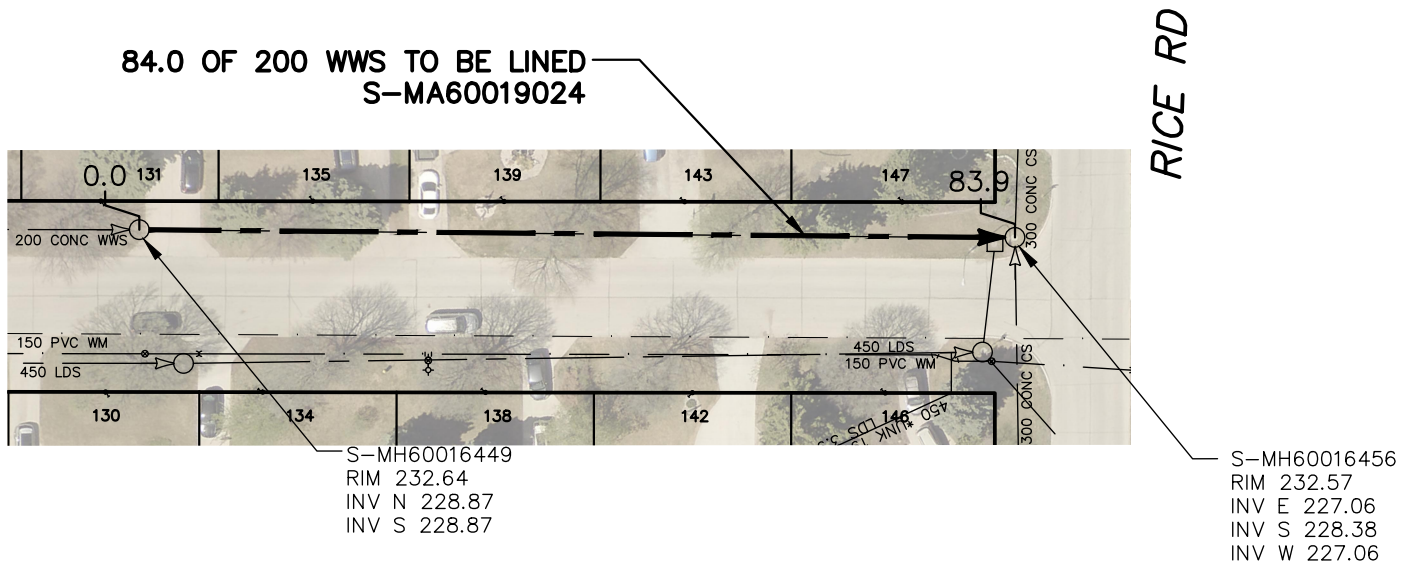 84.0 OF 200 WWS TO BE LINED
S-MA60019024
RICE RD
0.0
131
135
139
143
147
83.9
300 CONC CS
200 CONC WWS
150 PVC WM
450 LDS
450 LDS
150 PVC WM
300 CONC CS
130
134
138
142
146
450
LDS
S-MH60016449
RIM 232.64
INV N 228.87
INV S 228.87
S-MH60016456
RIM 232.57
INV E 227.06
INV S 228.38
INV W 227.06